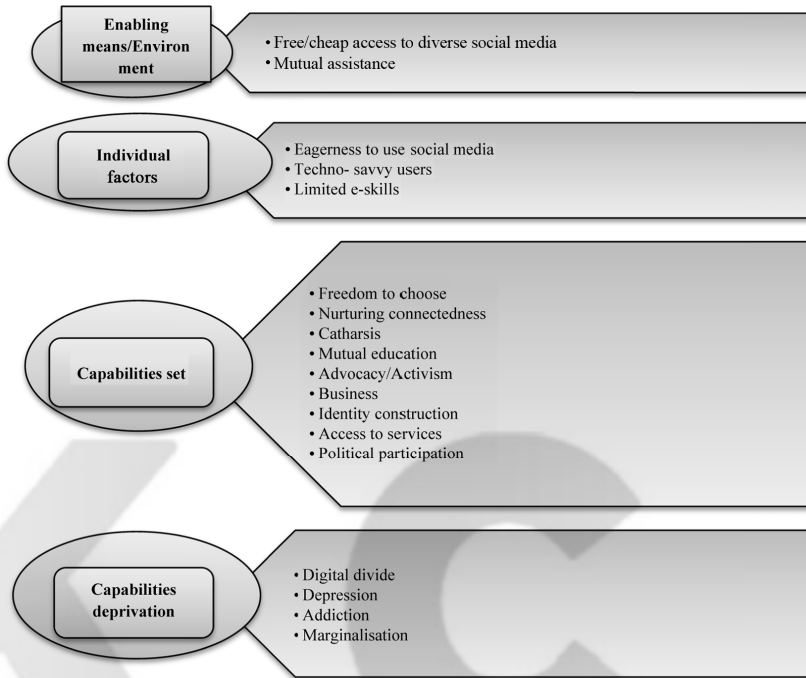 Enabling
means/Environ
ment
• Free/cheap access to diverse social media
• Mutual assistance
Individual
factors
• Eagerness to use social media
• Techno- savvy users
• Limited e-skills
Capabilities set
• Freedom to choose
• Nurturing connectedness
• Catharsis
• Mutual education
• Advocacy/Activism
• Business
• Identity construction
• Access to services
• Political participation
Capabilities
deprivation
• Digital divide
• Depression
• Addiction
• Marginalisation